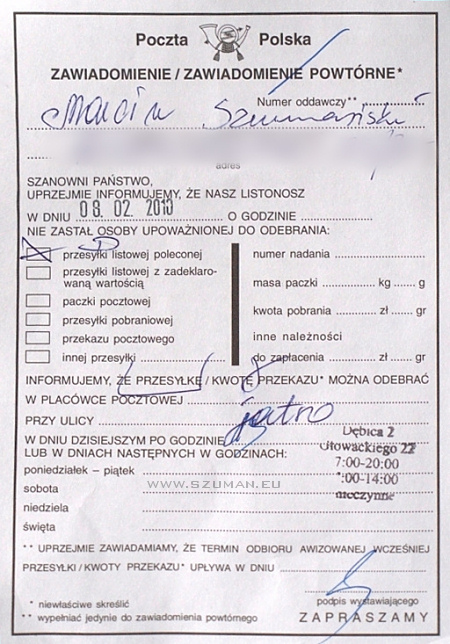 Poczta Polska
ZAWIADOMIENIE / ZAWIADOMIENIE POWTÓRNE*
Numer oddawczy**
Marcin Szumański
adres
SZANOWNI PAŃSTWO,
UPRZEJMIE INFORMUJEMY, ŻE NASZ LISTONOSZ
W DNIU 08. 02. 2010 O GODZINIE
NIE ZASTAŁ OSOBY UPOWAŻNIONEJ DO ODEBRANIA:
przesyłki listowej poleconej
przesyłki listowej z zadeklaro-
waną wartością
paczki pocztowej
przesyłki pobraniowej
przekazu pocztowego
innej przesyłki
numer nadania
masa paczki kg g
kwota pobrania zł gr
inne należności
do zapłacenia zł gr
INFORMUJEMY, ŻE PRZESYŁKĘ / KWOTĘ PRZEKAZU* MOŻNA ODEBRAĆ
W PLACÓWCE POCZTOWEJ
PRZY ULICY jutro
W DNIU DZISIEJSZYM PO GODZINIE
LUB W DNIACH NASTĘPNYCH W GODZINACH:
Dębica 2
Głowackiego 22
poniedziałek – piątek 7:00-20:00
sobota :00-14:00
niedziela nieczynne
święta
WWW.SZUMAN.EU
** UPRZEJMIE ZAWIADAMIAMY, ŻE TERMIN ODBIORU AWIZOWANEJ WCZEŚNIEJ
PRZESYŁKI / KWOTY PRZEKAZU* UPŁYWA W DNIU
podpis wystawiającego
* niewłaściwe skreślić
** wypełniać jedynie do zawiadomienia powtórnego
ZAPRASZAMY